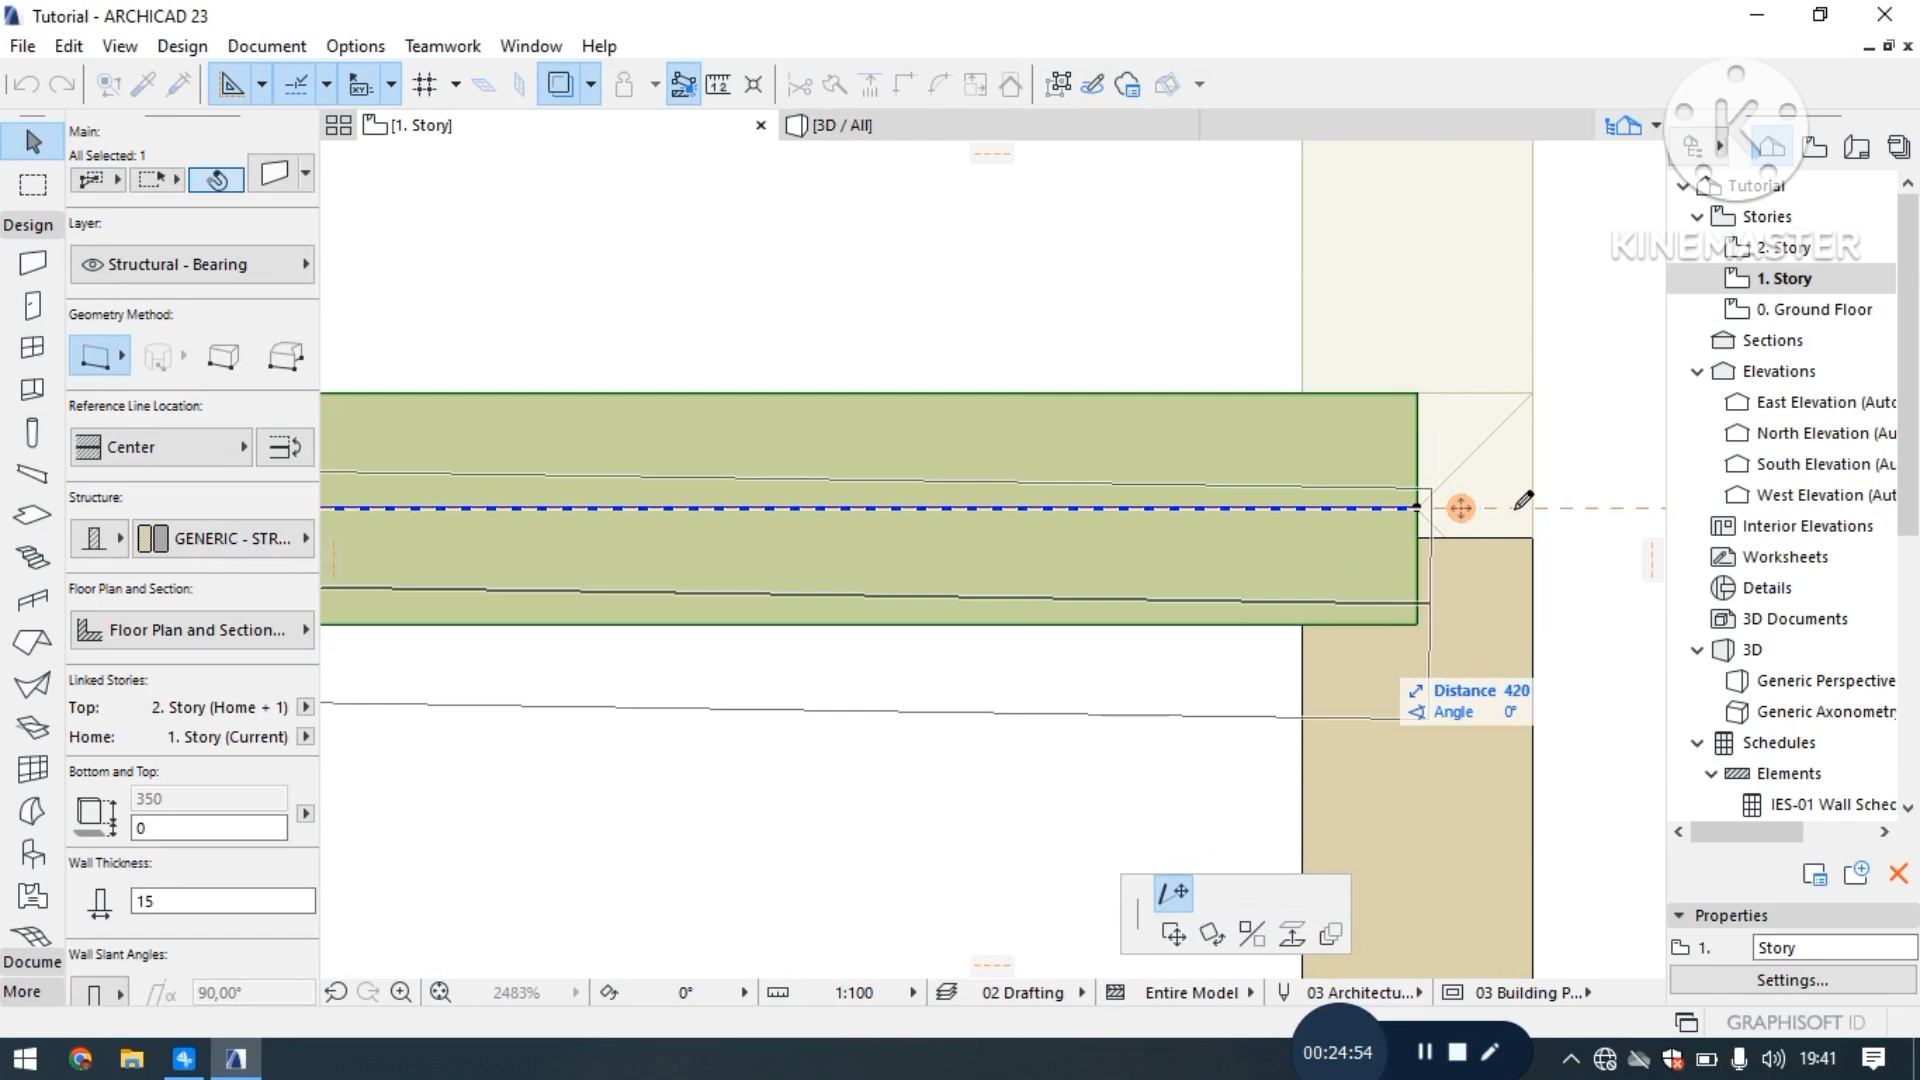 Tutorial - ARCHICAD 23
File Edit View Design Document Options Teamwork Window Help
Main:
All Selected: 1
[1. Story]
[3D / All]
Design
Layer:
Structural - Bearing
Geometry Method:
Reference Line Location:
Center
Structure:
GENERIC - STR...
Floor Plan and Section:
Floor Plan and Section...
Linked Stories:
Top: 2. Story (Home + 1)
Home: 1. Story (Current)
Bottom and Top:
350
0
Wall Thickness:
15
Wall Slant Angles:
90,00°
Docume
More
Distance 420
Angle 0°
2483%
0°
1:100
02 Drafting
Entire Model
03 Architectu...
03 Building P...
KINEMASTER
Tutorial
Stories
2. Story
1. Story
0. Ground Floor
Sections
Elevations
East Elevation (Auto
North Elevation (Au
South Elevation (Au
West Elevation (Aut
Interior Elevations
Worksheets
Details
3D Documents
3D
Generic Perspective
Generic Axonometr
Schedules
Elements
IES-01 Wall Sched
Properties
1. Story
Settings...
GRAPHISOFT ID
00:24:54
19:41